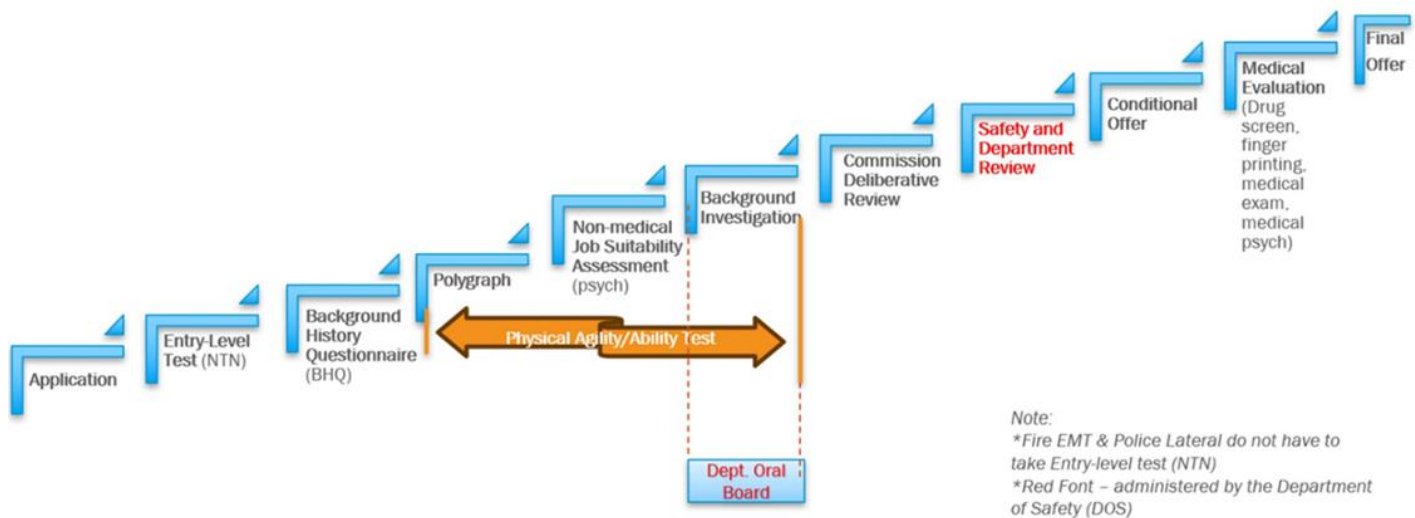 Application
Entry-Level
Test (NTN)
Background
History
Questionnaire
(BHQ)
Polygraph
Non-medical
Job Suitability
Assessment
(psych)
Background
Investigation
Commission
Deliberative
Review
Safety and
Department
Review
Conditional
Offer
Medical
Evaluation
(Drug
screen,
finger
printing,
medical
exam,
medical
psych)
Final
Offer
Physical Agility/Ability Test
Dept. Oral
Board
Note:
*Fire EMT & Police Lateral do not have to
take Entry-level test (NTN)
*Red Font – administered by the Department
of Safety (DOS)